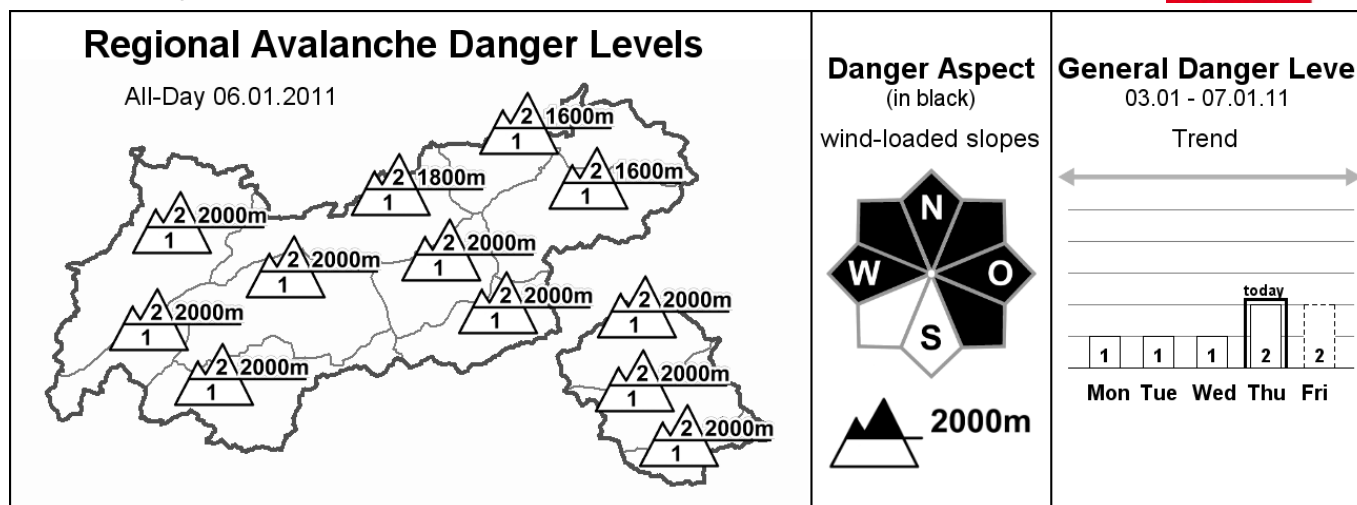 Regional Avalanche Danger Levels
All-Day 06.01.2011
2 1600m
1
2 1600m
1
2 1800m
1
2 2000m
1
2 2000m
1
2 2000m
1
2 2000m
1
2 2000m
1
2 2000m
1
2 2000m
1
2 2000m
1
2 2000m
1
Danger Aspect
(in black)
wind-loaded slopes
N
W
O
S
2000m
General Danger Leve
03.01 - 07.01.11
Trend
today
1 1 1 2 2
Mon Tue Wed Thu Fri